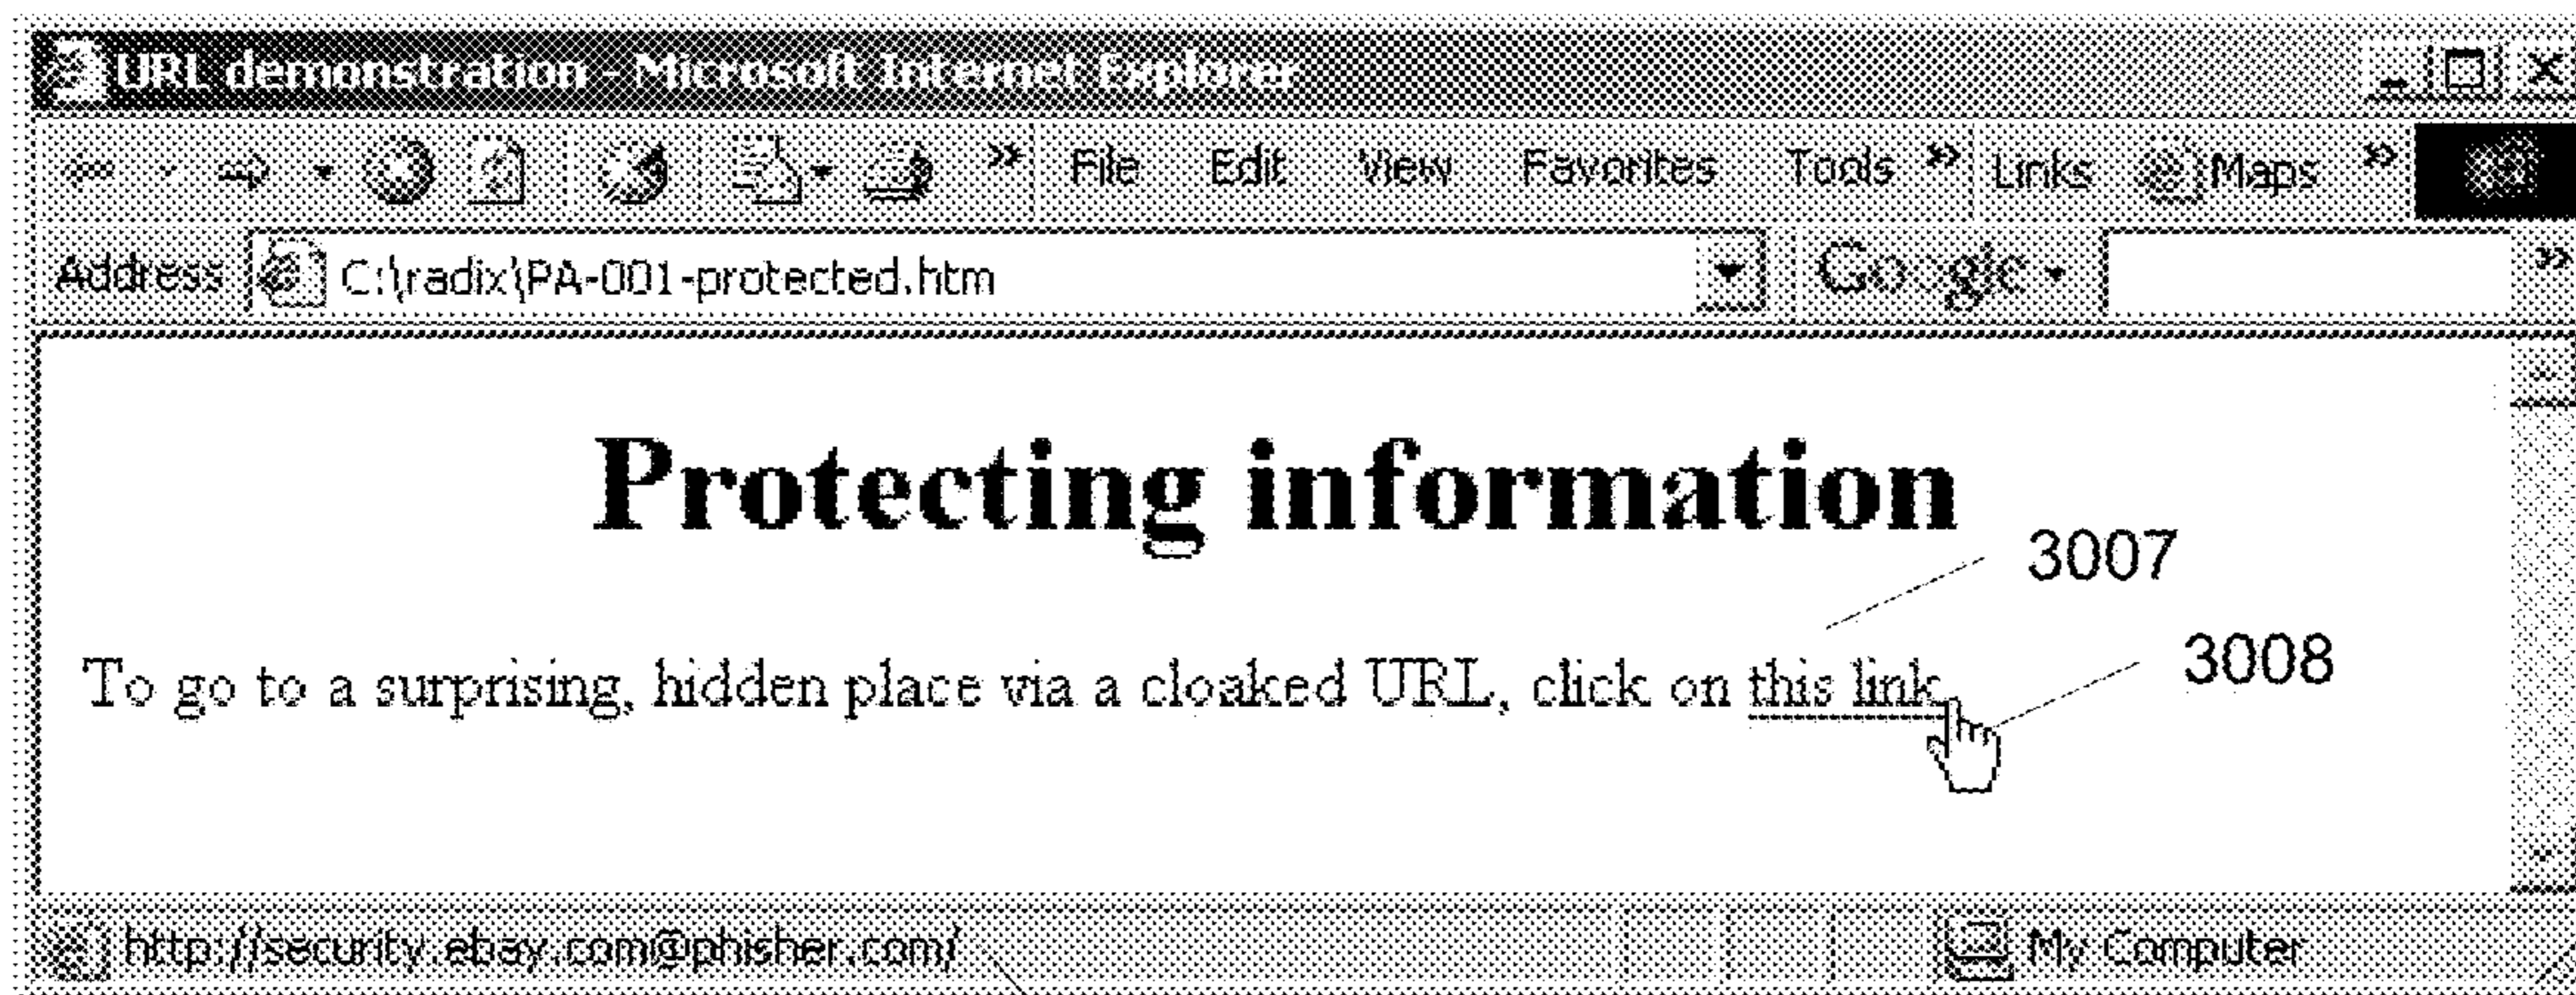 URL demonstration - Microsoft Internet Explorer
» File Edit View Favorites Tools » Links Maps »
Address C:\radix\PA-001-protected.htm Google »
Protecting information
3007
To go to a surprising, hidden place via a cloaked URL, click on this link.
3008
http://security.ebay.com@phisher.com/ My Computer